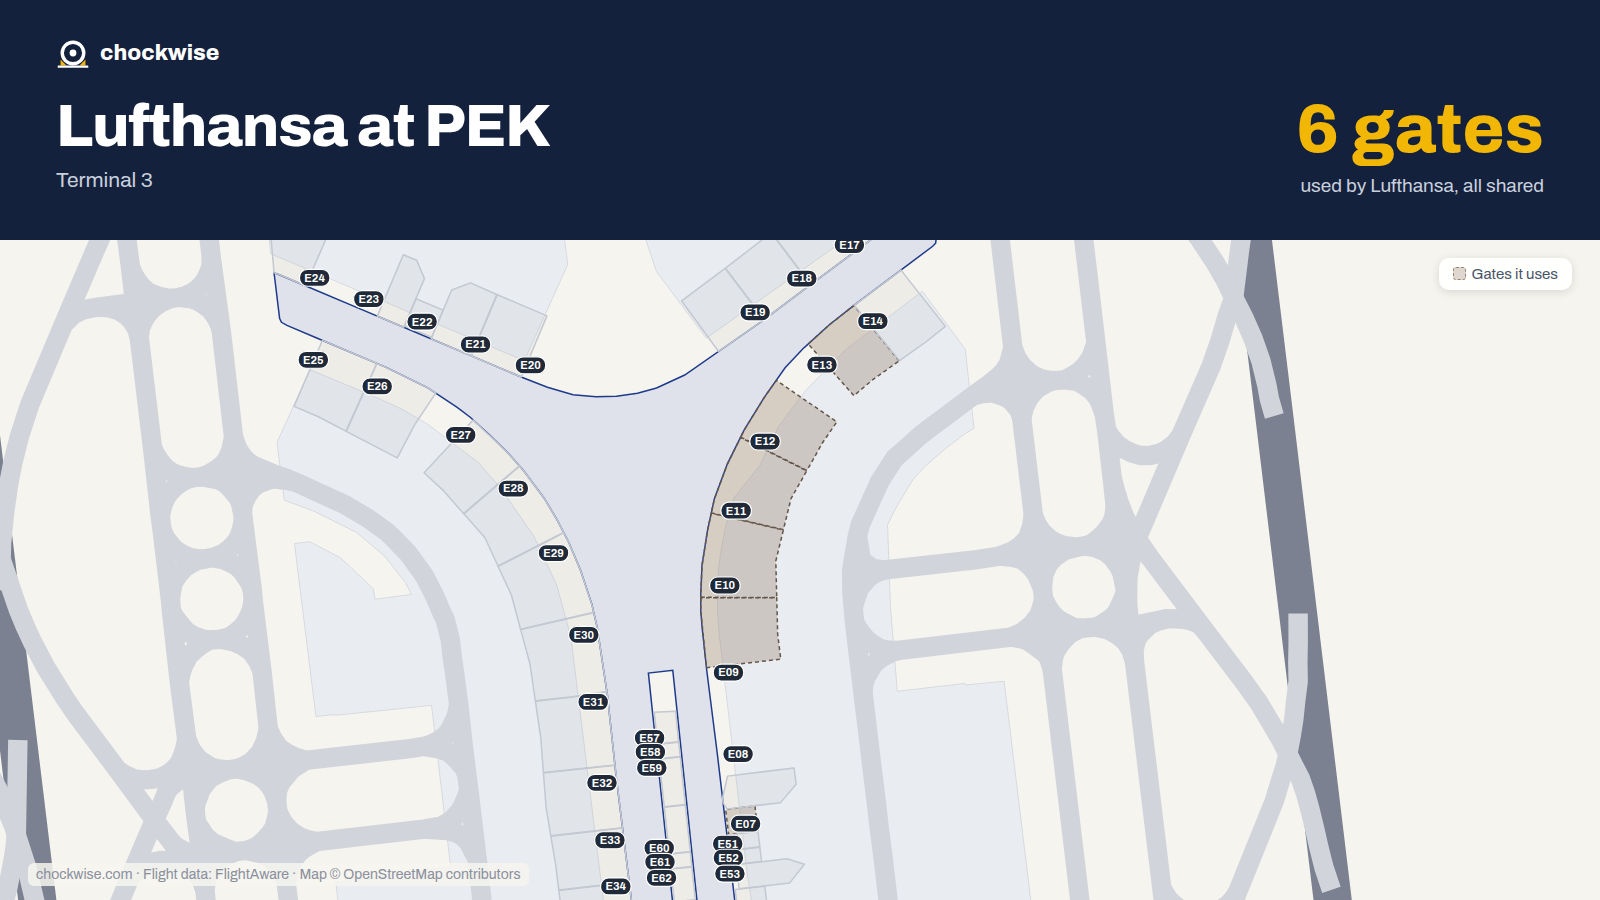 chockwise
Lufthansa at PEK
Terminal 3
6 gates
used by Lufthansa, all shared
Gates it uses
E17
E24
E18
E23
E19
E22
E14
E21
E25
E20
E13
E26
E27
E12
E28
E11
E29
E10
E30
E09
E31
E57
E58
E08
E59
E32
E07
E33
E51
E60
E52
E61
E53
E62
E34
chockwise.com · Flight data: FlightAware · Map © OpenStreetMap contributors